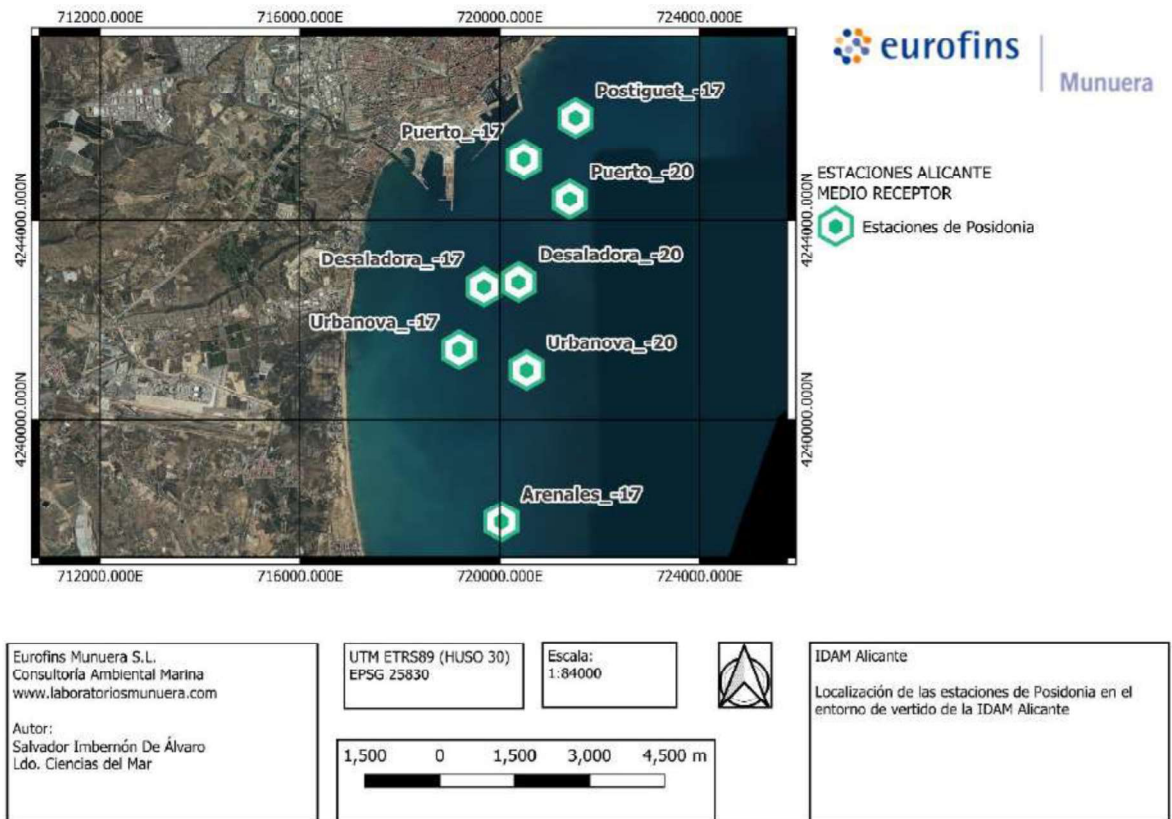 712000.000E 716000.000E 720000.000E 724000.000E
eurofins
Munuera
Postiguet_-17
Puerto_-17
Puerto_-20
ESTACIONES ALICANTE
MEDIO RECEPTOR
Estaciones de Posidonia
4244000.000N
4244000.000N
Desaladora_-17
Desaladora_-20
Urbanova_-17
Urbanova_-20
4240000.000N
4240000.000N
Arenales_-17
712000.000E 716000.000E 720000.000E 724000.000E
Eurofins Munuera S.L.
Consultoría Ambiental Marina
www.laboratoriosmunuera.com
Autor:
Salvador Imbernón De Álvaro
Ldo. Ciencias del Mar
UTM ETRS89 (HUSO 30)
EPSG 25830
Escala:
1:84000
1,500 0 1,500 3,000 4,500 m
IDAM Alicante
Localización de las estaciones de Posidonia en el
entorno de vertido de la IDAM Alicante